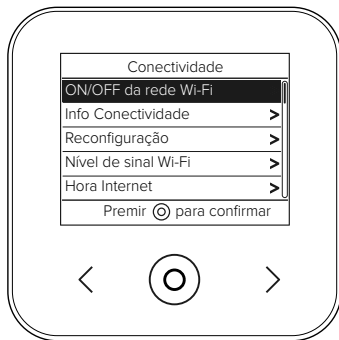 Conectividade
ON/OFF da rede Wi-Fi
Info Conectividade >
Reconfiguração >
Nível de sinal Wi-Fi >
Hora Internet >
Premir ◎ para confirmar